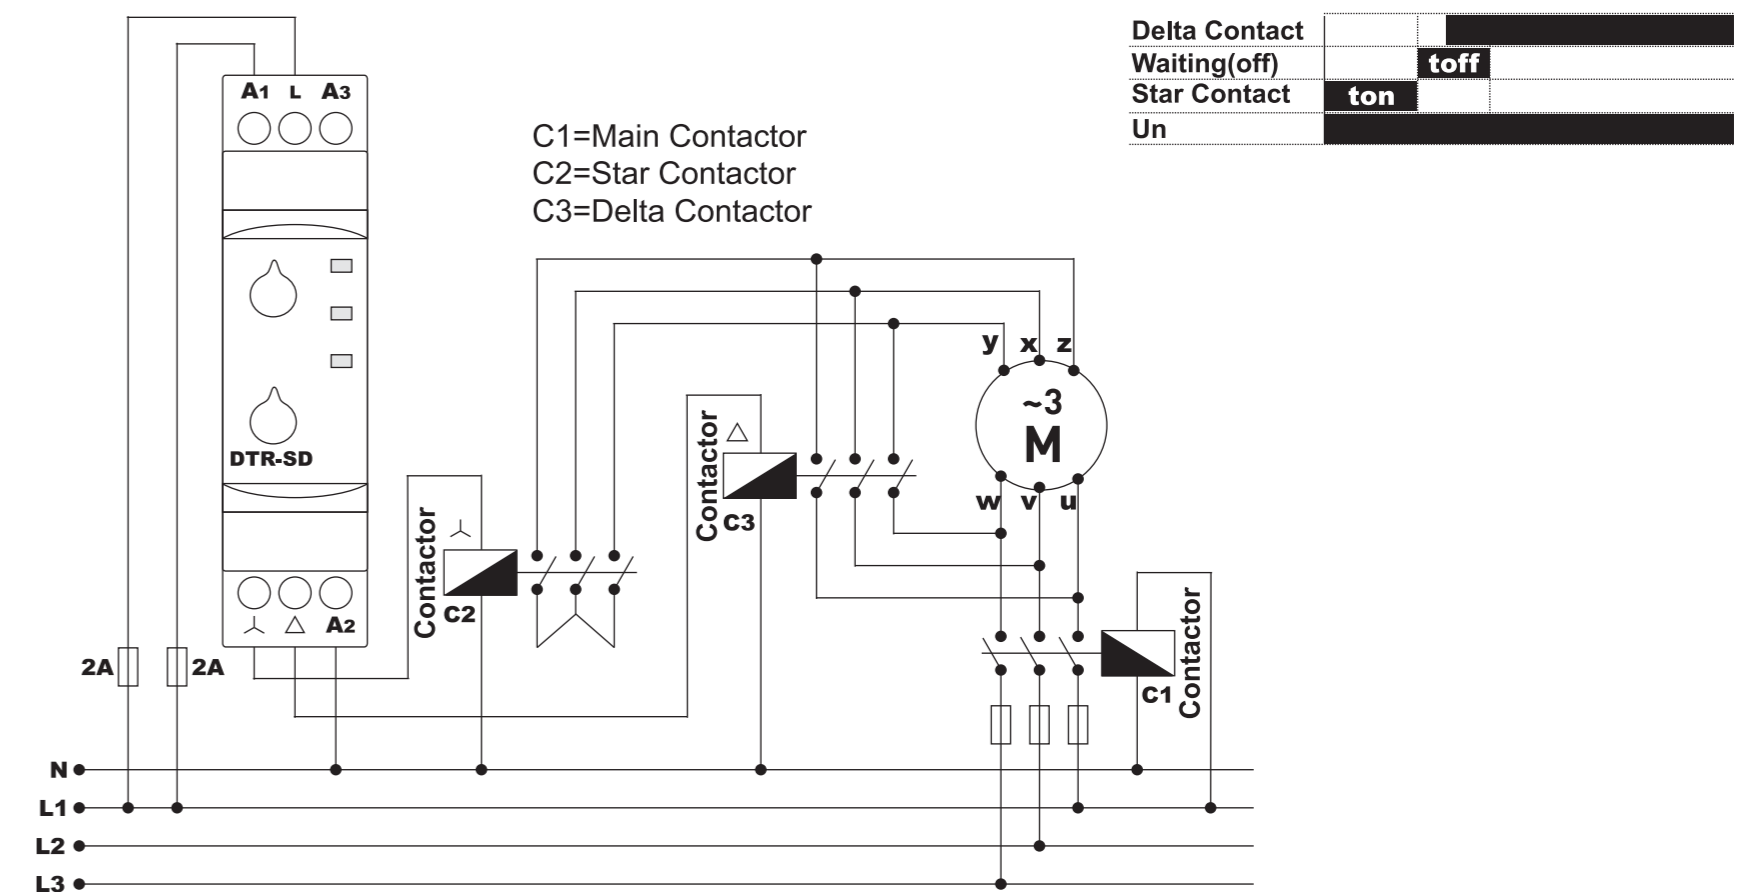 A1 L A3
DTR-SD
A2
2A
2A
C1=Main Contactor
C2=Star Contactor
C3=Delta Contactor
Delta Contact
Waiting(off) toff
Star Contact ton
Un
y x z
~3
M
w v u
Contactor
C3
Contactor
C2
Contactor
C1
N
L1
L2
L3